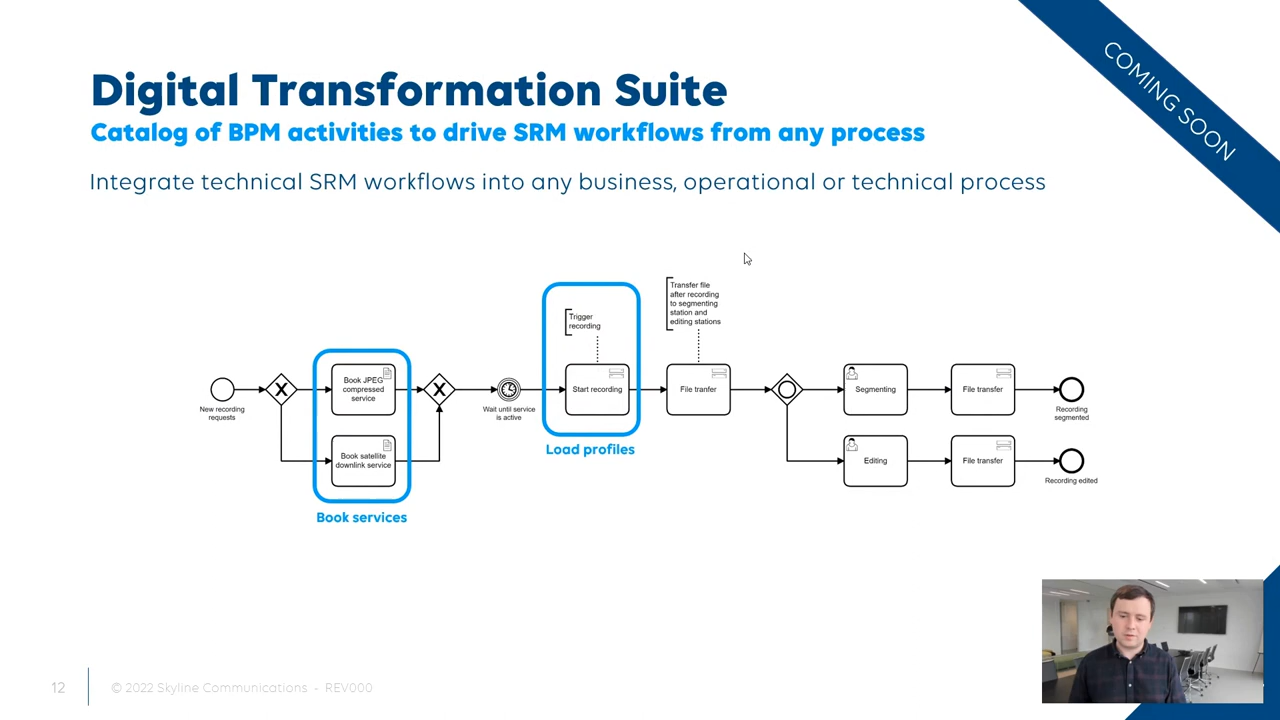 Digital Transformation Suite
COMING SOON
Catalog of BPM activities to drive SRM workflows from any process
Integrate technical SRM workflows into any business, operational or technical process
Transfer file
after recording
to segmenting
station and
editing stations
Trigger
recording
New recording
requests
X
Book JPEG
compressed
service
X
Wait until service
is active
Start recording
File tranfer
Segmenting
File transfer
Recording
segmented
Load profiles
Book satellite
downlink service
Editing
File transfer
Recording edited
Book services
12
© 2022 Skyline Communications - REV000